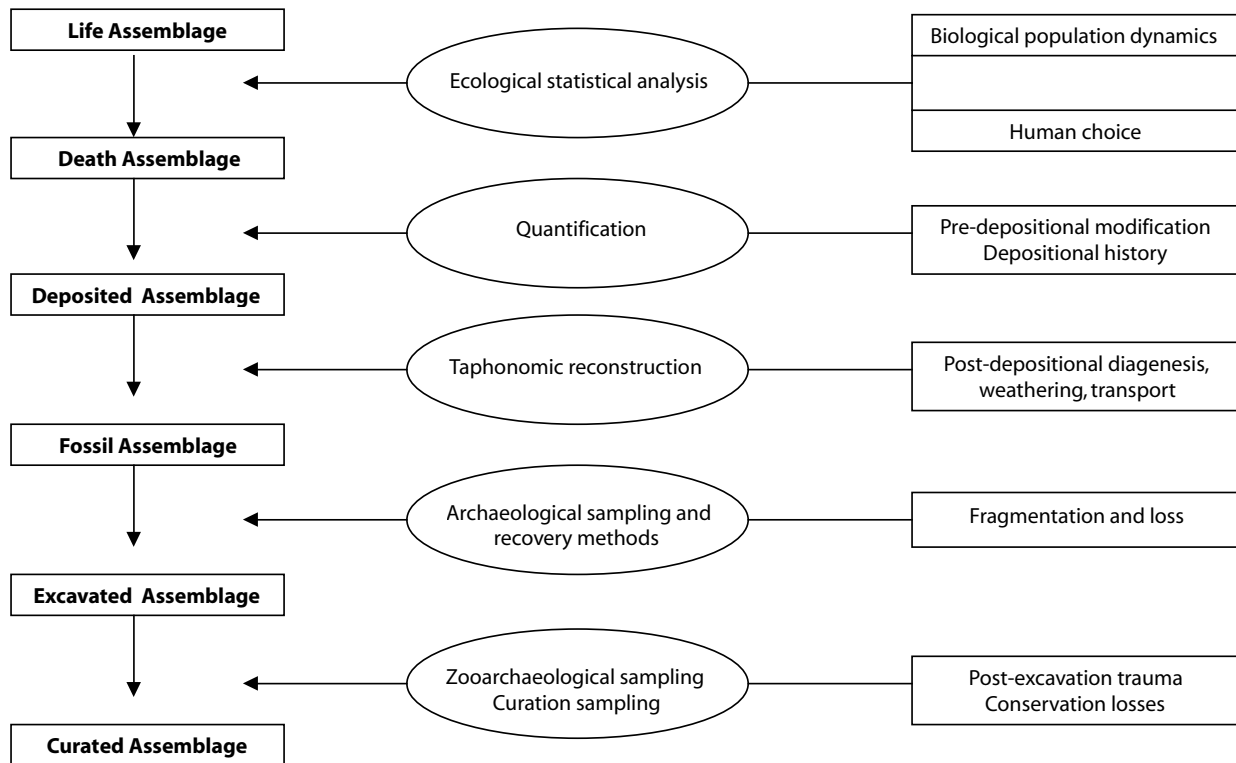 Life Assemblage
Ecological statistical analysis
Biological population dynamics
Human choice
Death Assemblage
Quantification
Pre-depositional modification
Depositional history
Deposited Assemblage
Taphonomic reconstruction
Post-depositional diagenesis,
weathering, transport
Fossil Assemblage
Archaeological sampling and
recovery methods
Fragmentation and loss
Excavated Assemblage
Zooarchaeological sampling
Curation sampling
Post-excavation trauma
Conservation losses
Curated Assemblage